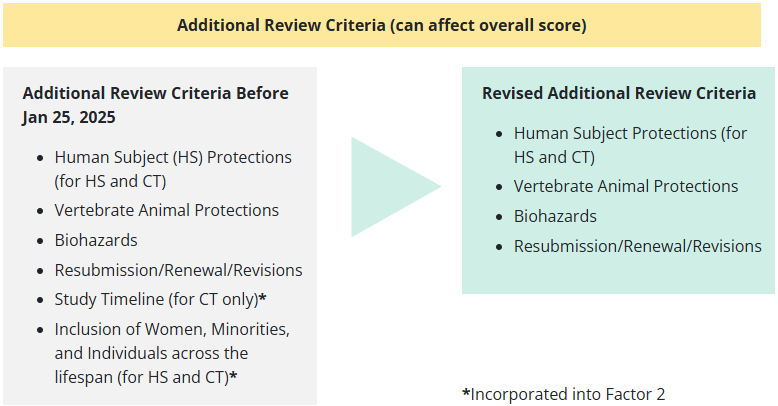 Additional Review Criteria (can affect overall score)
Additional Review Criteria Before
Jan 25, 2025
• Human Subject (HS) Protections
(for HS and CT)
• Vertebrate Animal Protections
• Biohazards
• Resubmission/Renewal/Revisions
• Study Timeline (for CT only)*
• Inclusion of Women, Minorities,
and Individuals across the
lifespan (for HS and CT)*
Revised Additional Review Criteria
• Human Subject Protections (for
HS and CT)
• Vertebrate Animal Protections
• Biohazards
• Resubmission/Renewal/Revisions
*Incorporated into Factor 2